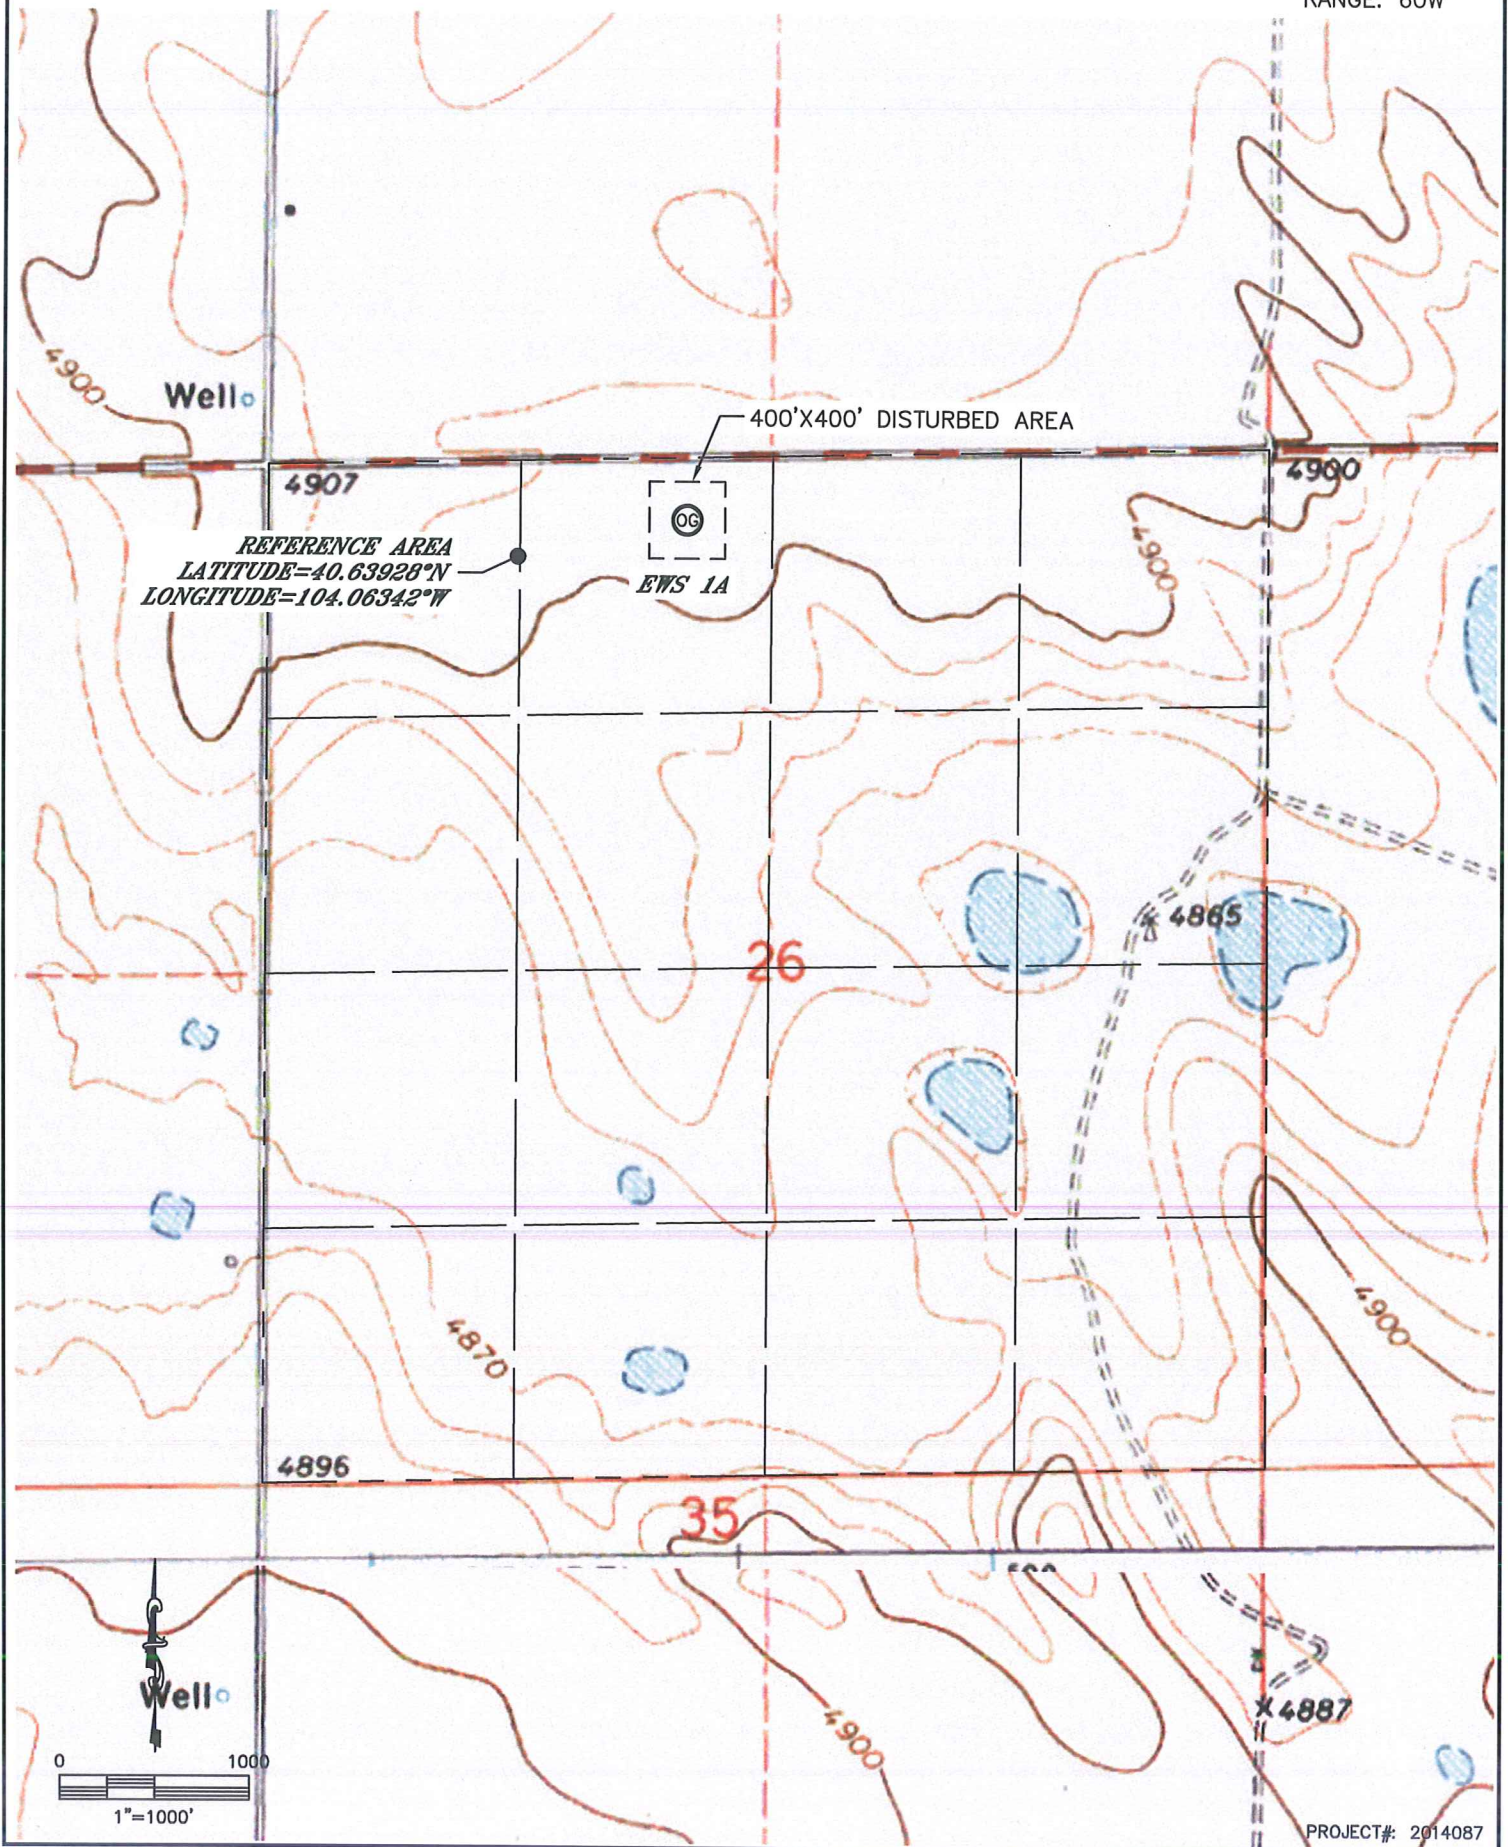 RANGE: 60W
4900
Well
400'X400' DISTURBED AREA
4907
4900
OG
REFERENCE AREA
LATITUDE=40.63928°N
LONGITUDE=104.06342°W
EWS 1A
4900
4865
26
4900
4870
4896
35
Well
4887
4900
0 1000
1"=1000'
PROJECT#: 2014087